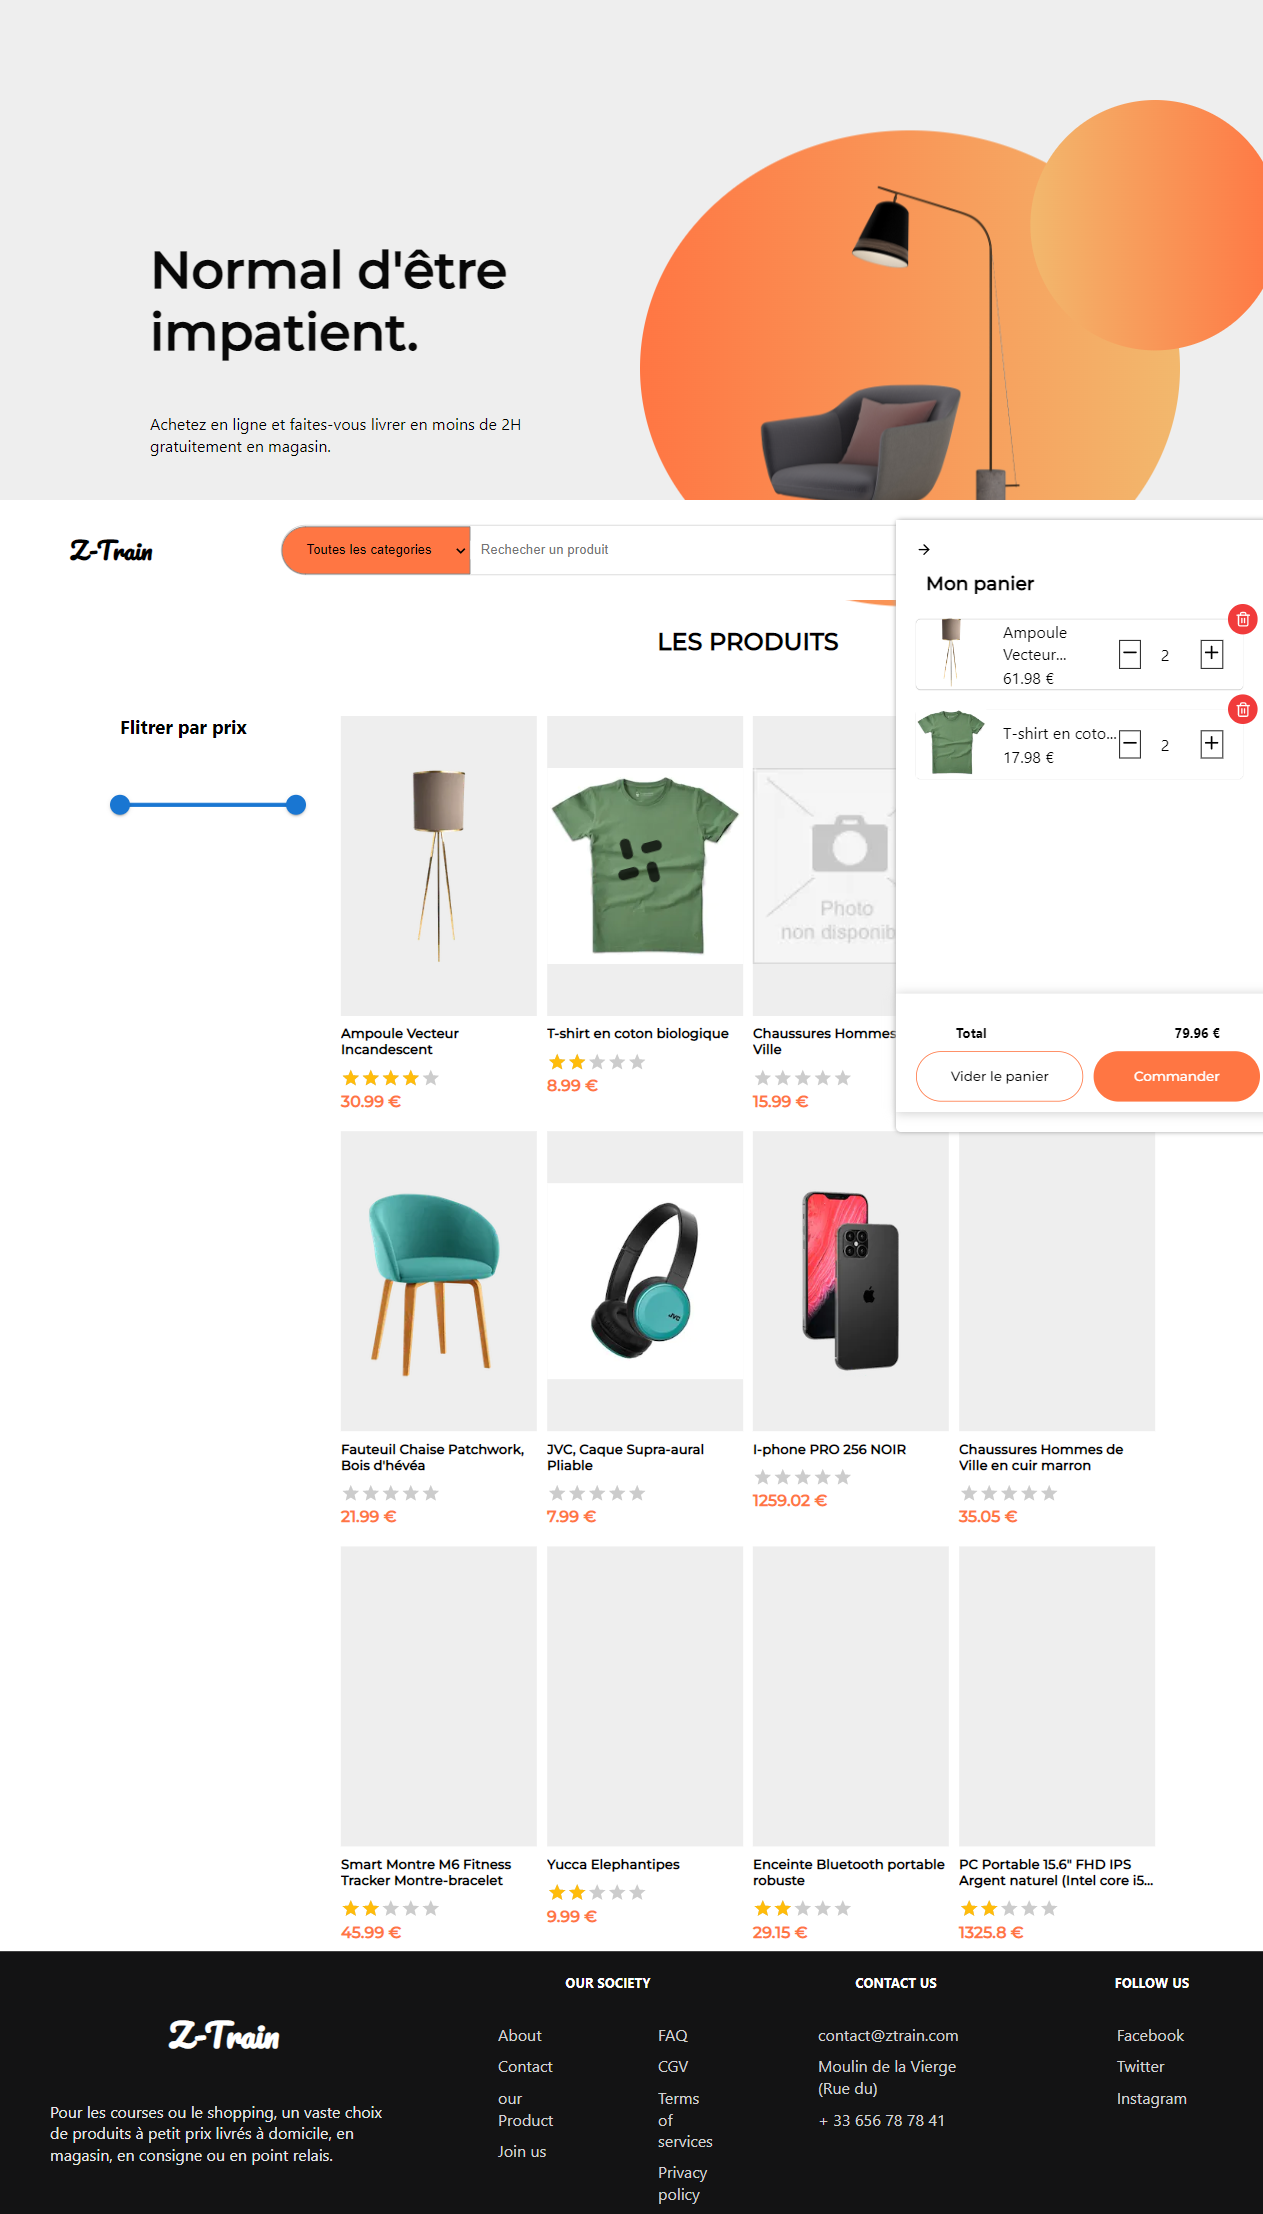 Normal d'être
impatient.
Achetez en ligne et faites-vous livrer en moins de 2H
gratuitement en magasin.
Z-Train
Toutes les categories
Rechecher un produit
Mon panier
Ampoule
Vecteur...
61.98 €
2
T-shirt en coto...
17.98 €
2
Total
79.96 €
Vider le panier
Commander
LES PRODUITS
Flitrer par prix
Photo
non disponib
Ampoule Vecteur
Incandescent
30.99 €
T-shirt en coton biologique
8.99 €
Chaussures Hommes
Ville
15.99 €
JVC
Fauteuil Chaise Patchwork,
Bois d'hévéa
21.99 €
JVC, Caque Supra-aural
Pliable
7.99 €
I-phone PRO 256 NOIR
1259.02 €
Chaussures Hommes de
Ville en cuir marron
35.05 €
Smart Montre M6 Fitness
Tracker Montre-bracelet
45.99 €
Yucca Elephantipes
9.99 €
Enceinte Bluetooth portable
robuste
29.15 €
PC Portable 15.6" FHD IPS
Argent naturel (Intel core i5...
1325.8 €
Z-Train
Pour les courses ou le shopping, un vaste choix
de produits à petit prix livrés à domicile, en
magasin, en consigne ou en point relais.
OUR SOCIETY
About
Contact
our
Product
Join us
FAQ
CGV
Terms
of
services
Privacy
policy
CONTACT US
contact@ztrain.com
Moulin de la Vierge
(Rue du)
+ 33 656 78 78 41
FOLLOW US
Facebook
Twitter
Instagram